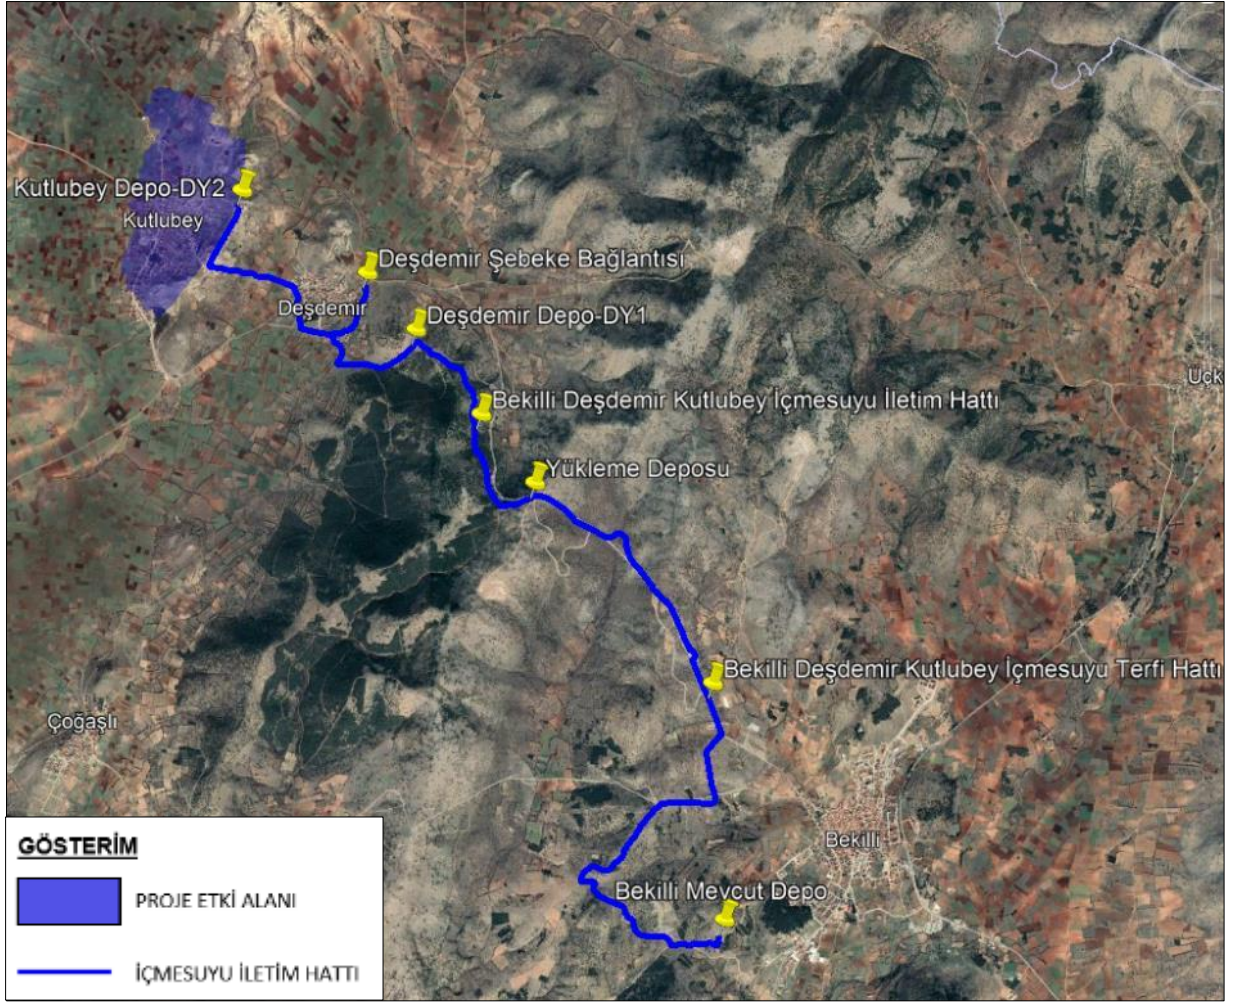 Kutlubey Depo-DY2
Kutlubey
Deşdemir Şebeke Bağlantısı
Deşdemir
Deşdemir Depo-DY1
Uçk
Bekilli Deşdemir Kutlubey İçmesuyu İletim Hattı
Yükleme Deposu
Bekilli Deşdemir Kutlubey İçmesuyu Terfi Hattı
Çoğaşlı
Bekilli
Bekilli Mevcut Depo
GÖSTERİM
PROJE ETKİ ALANI
İÇMESUYU İLETİM HATTI